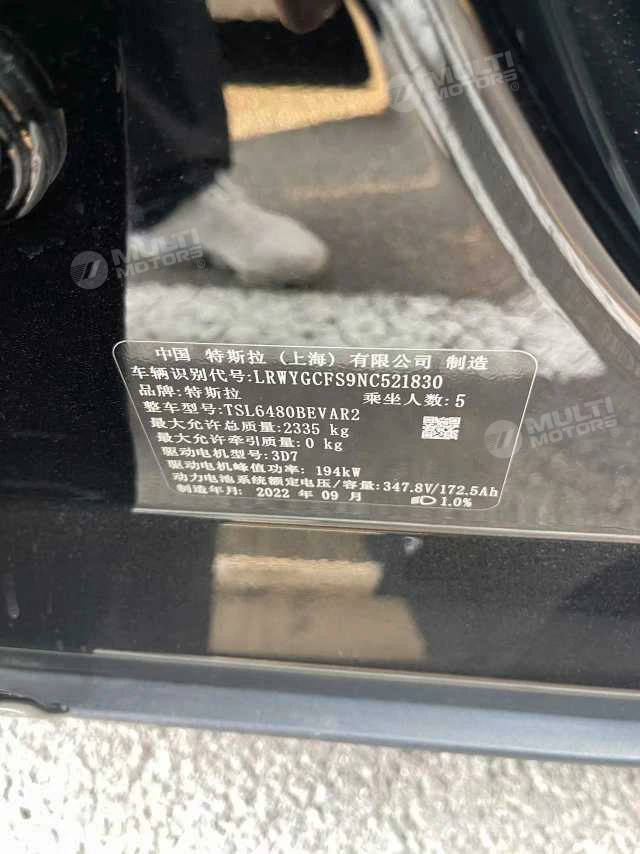 MULTI
MOTORS®
MULTI
MOTORS®
中国 特斯拉(上海)有限公司 制造
车辆识别代号:LRWYGCFS9NC521830
品牌:特斯拉 乘坐人数:5
整车型号:TSL6480BEVAR2
最大允许总质量:2335 kg
最大允许牵引质量:0 kg
驱动电机型号:3D7
驱动电机峰值功率: 194kW
动力电池系统额定电压/容量:347.8V/172.5Ah
制造年月: 2022 年 09 月 1.0%
MULTI
MOTORS®
MULTI
MOTORS®